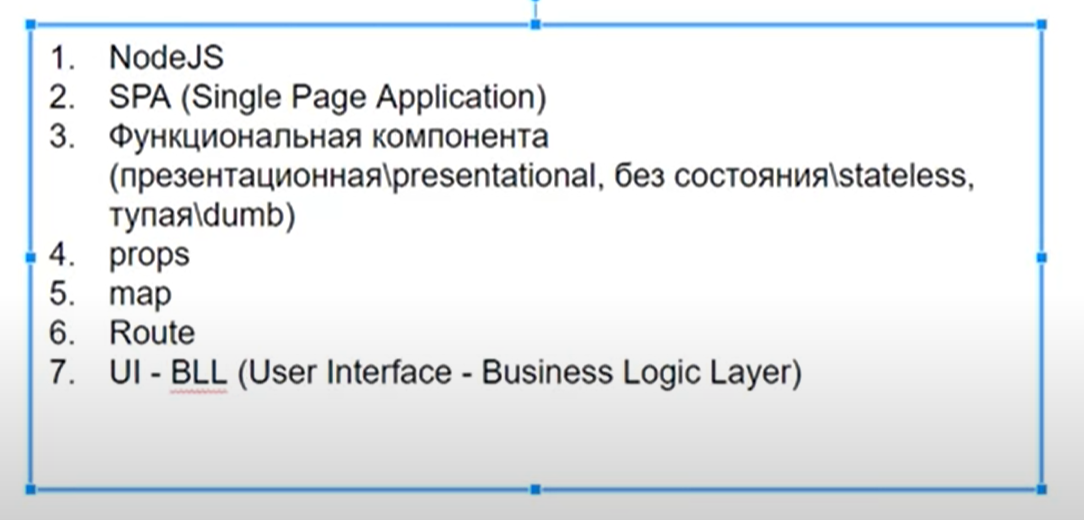 1. NodeJS
2. SPA (Single Page Application)
3. Функциональная компонента
(презентационная\presentational, без состояния\stateless,
тупая\dumb)
4. props
5. map
6. Route
7. UI - BLL (User Interface - Business Logic Layer)